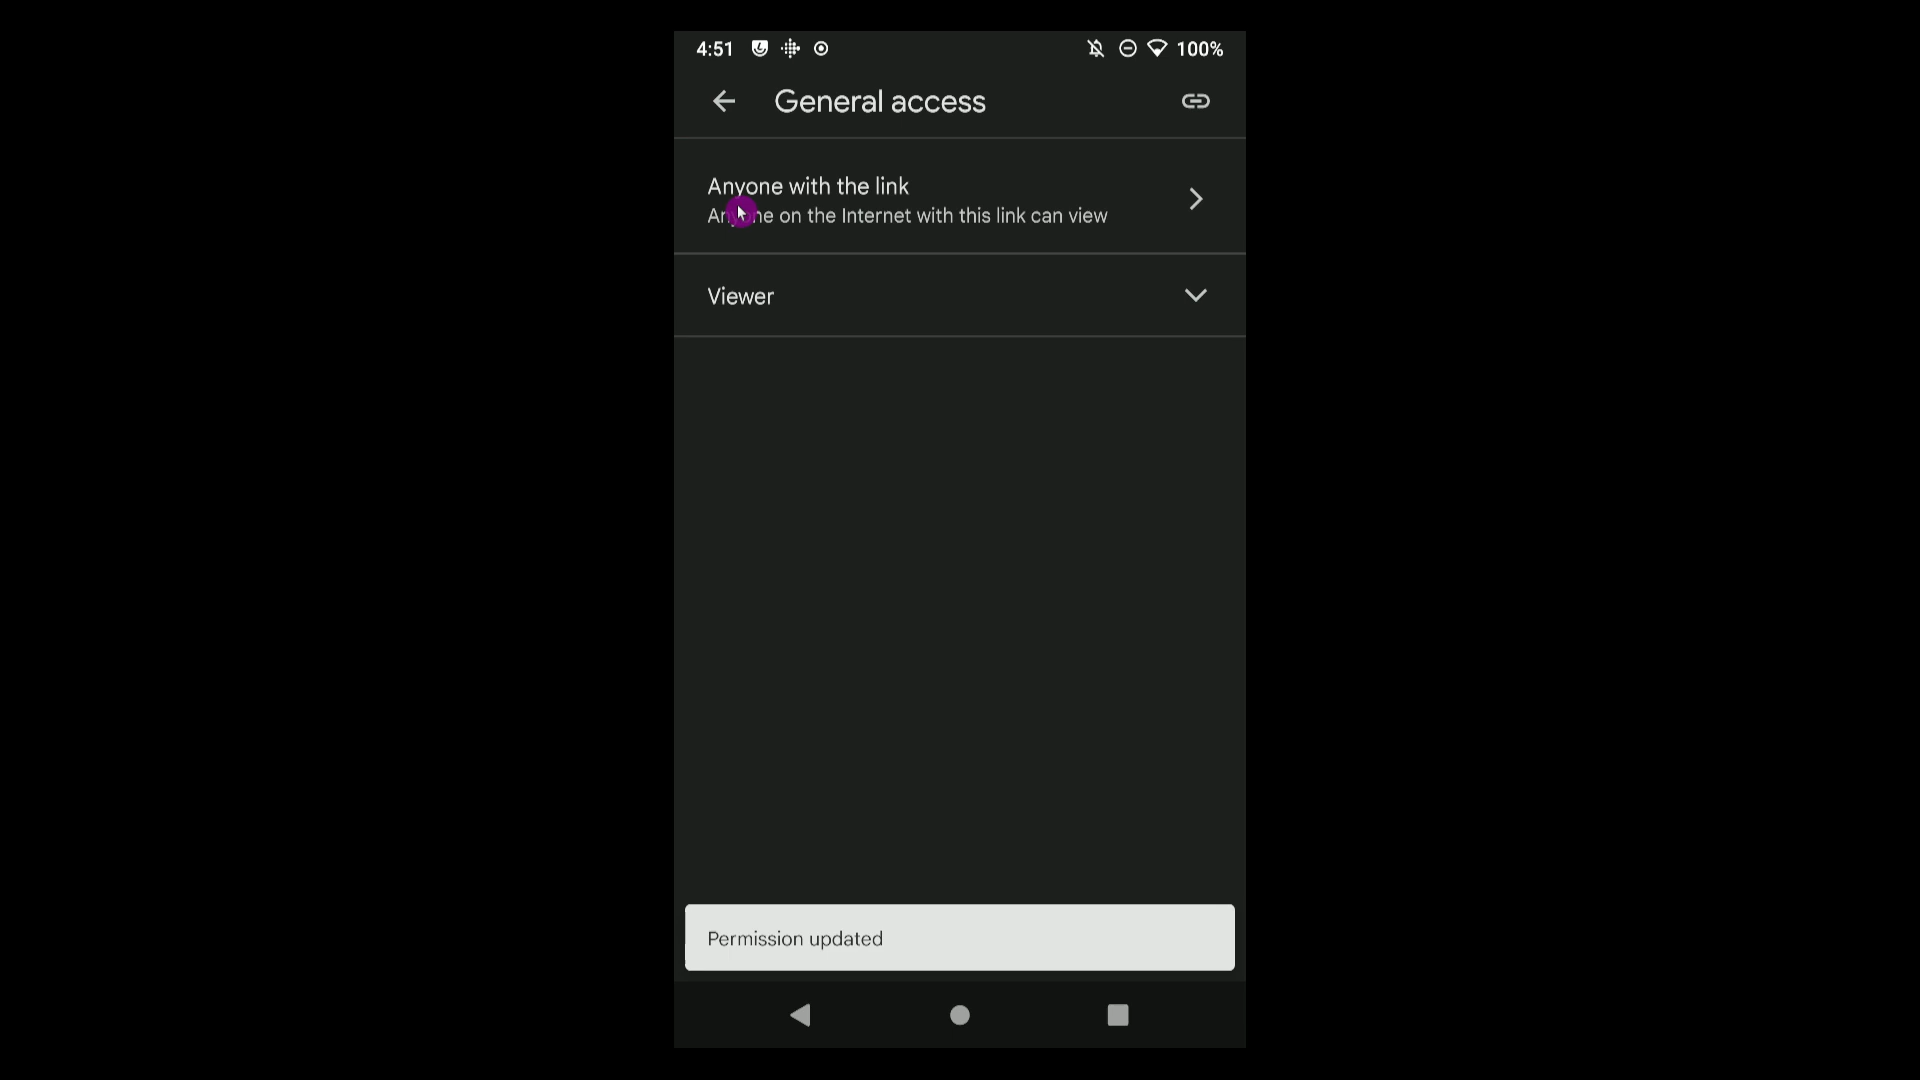 4:51
100%
General access
Anyone with the link
Anyone on the Internet with this link can view
Viewer
Permission updated